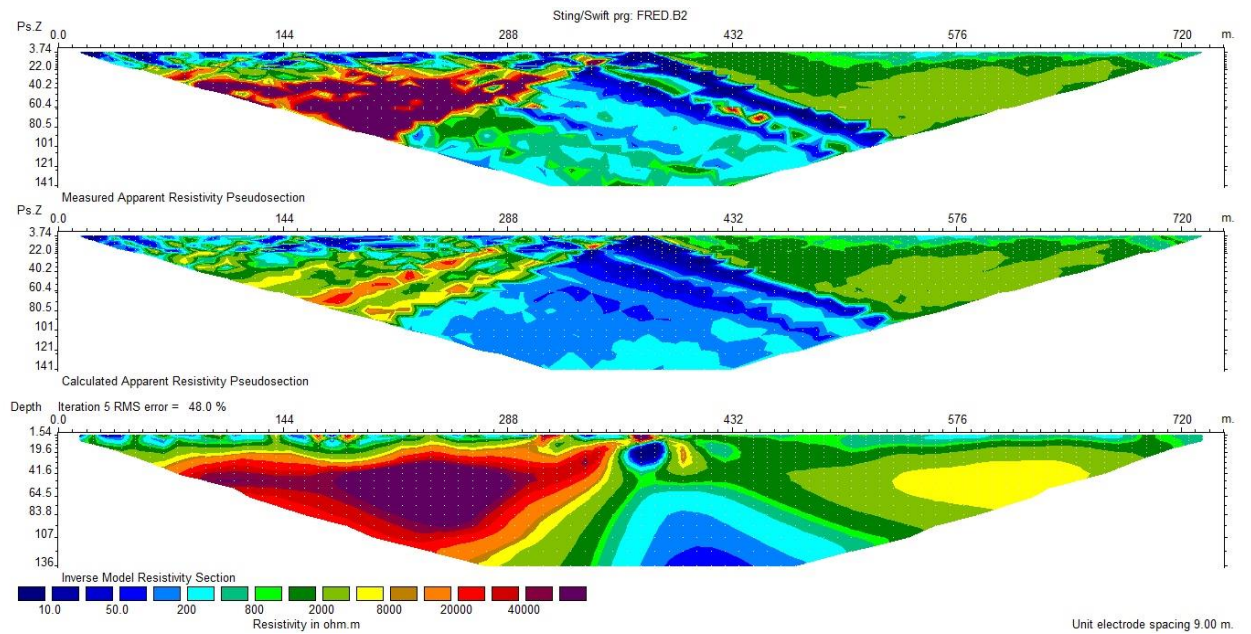 Sting/Swift prg: FRED.B2
Ps.Z
0.0 144 288 432 576 720 m.
3.74
22.0
40.2
60.4
80.5
101
121
141
Measured Apparent Resistivity Pseudosection
Ps.Z
0.0 144 288 432 576 720 m.
3.74
22.0
40.2
60.4
80.5
101
121
141
Calculated Apparent Resistivity Pseudosection
Depth Iteration 5 RMS error = 48.0 %
0.0 144 288 432 576 720 m.
1.54
19.6
41.6
64.5
83.8
107
136
Inverse Model Resistivity Section
10.0 50.0 200 800 2000 8000 20000 40000
Resistivity in ohm.m
Unit electrode spacing 9.00 m.